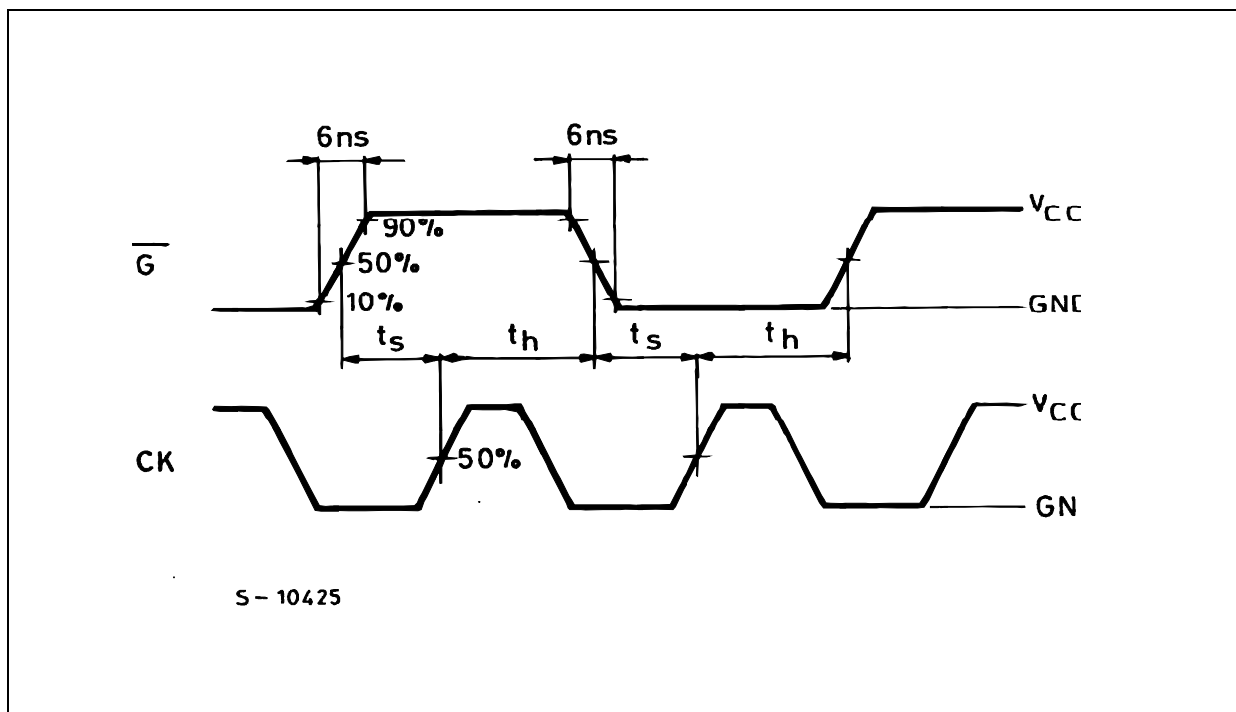 6ns 6ns
VCC
90%
G
50%
10%
GND
ts th ts th
VCC
CK
50%
GN
S-10425